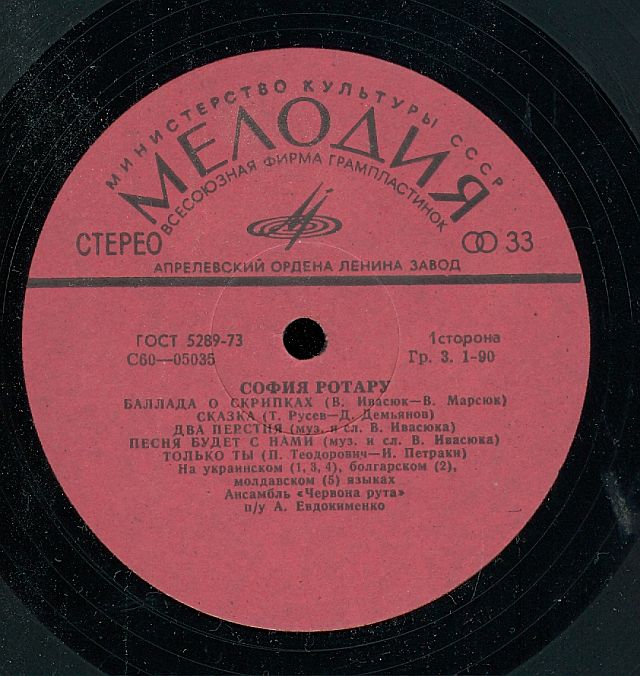 МИНИСТЕРСТВО КУЛЬТУРЫ СССР
МЕЛОДИЯ
ВСЕСОЮЗНАЯ ФИРМА ГРАМПЛАСТИНОК
СТЕРЕО 33
АПРЕЛЕВСКИЙ ОРДЕНА ЛЕНИНА ЗАВОД
ГОСТ 5289-73 1 сторона
С60—05035 Гр. 3. 1-90
СОФИЯ РОТАРУ
БАЛЛАДА О СКРИПКАХ (В. Ивасюк—В. Марсюк)
СКАЗКА (Т. Русев—Д. Демьянов)
ДВА ПЕРСТНЯ (муз. и сл. В. Ивасюка)
ПЕСНЯ БУДЕТ С НАМИ (муз. и сл. В. Ивасюка)
ТОЛЬКО ТЫ (П. Теодорович—И. Петраки)
На украинском (1, 3, 4), болгарском (2),
молдавском (5) языках
Ансамбль «Червона рута»
п/у А. Евдокименко